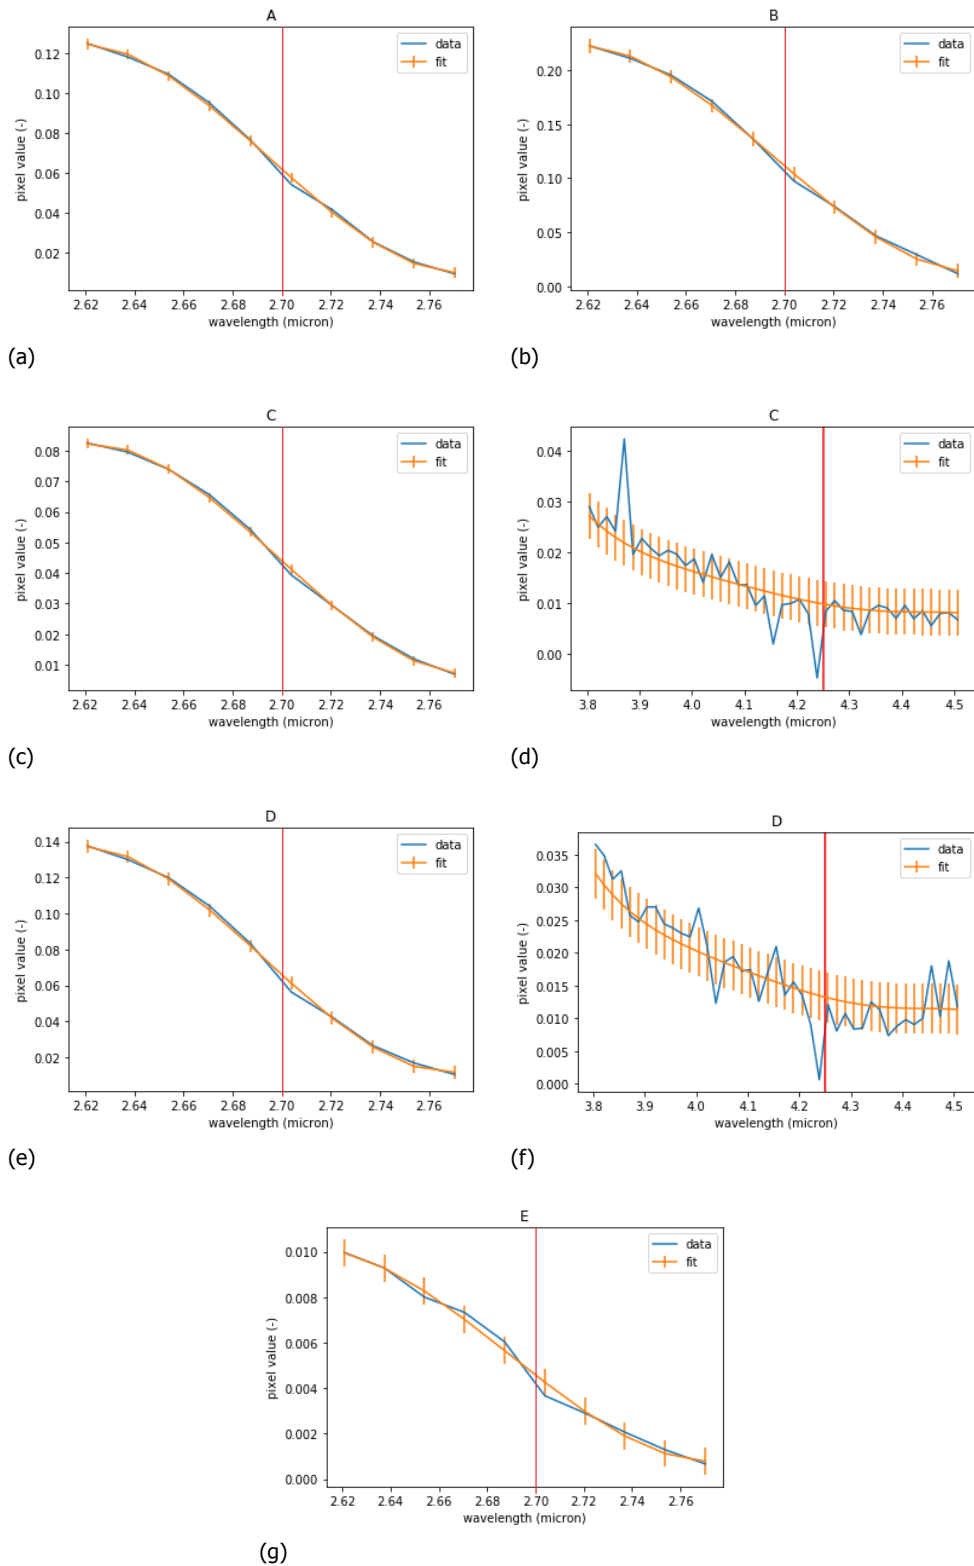 A
data
fit
pixel value (-)
0.12
0.10
0.08
0.06
0.04
0.02
2.62 2.64 2.66 2.68 2.70 2.72 2.74 2.76
wavelength (micron)
(a)
B
data
fit
pixel value (-)
0.20
0.15
0.10
0.05
0.00
2.62 2.64 2.66 2.68 2.70 2.72 2.74 2.76
wavelength (micron)
(b)
C
data
fit
pixel value (-)
0.08
0.07
0.06
0.05
0.04
0.03
0.02
0.01
2.62 2.64 2.66 2.68 2.70 2.72 2.74 2.76
wavelength (micron)
(c)
C
data
fit
pixel value (-)
0.04
0.03
0.02
0.01
0.00
3.8 3.9 4.0 4.1 4.2 4.3 4.4 4.5
wavelength (micron)
(d)
D
data
fit
pixel value (-)
0.14
0.12
0.10
0.08
0.06
0.04
0.02
2.62 2.64 2.66 2.68 2.70 2.72 2.74 2.76
wavelength (micron)
(e)
D
data
fit
pixel value (-)
0.035
0.030
0.025
0.020
0.015
0.010
0.005
0.000
3.8 3.9 4.0 4.1 4.2 4.3 4.4 4.5
wavelength (micron)
(f)
E
data
fit
pixel value (-)
0.010
0.008
0.006
0.004
0.002
0.000
2.62 2.64 2.66 2.68 2.70 2.72 2.74 2.76
wavelength (micron)
(g)